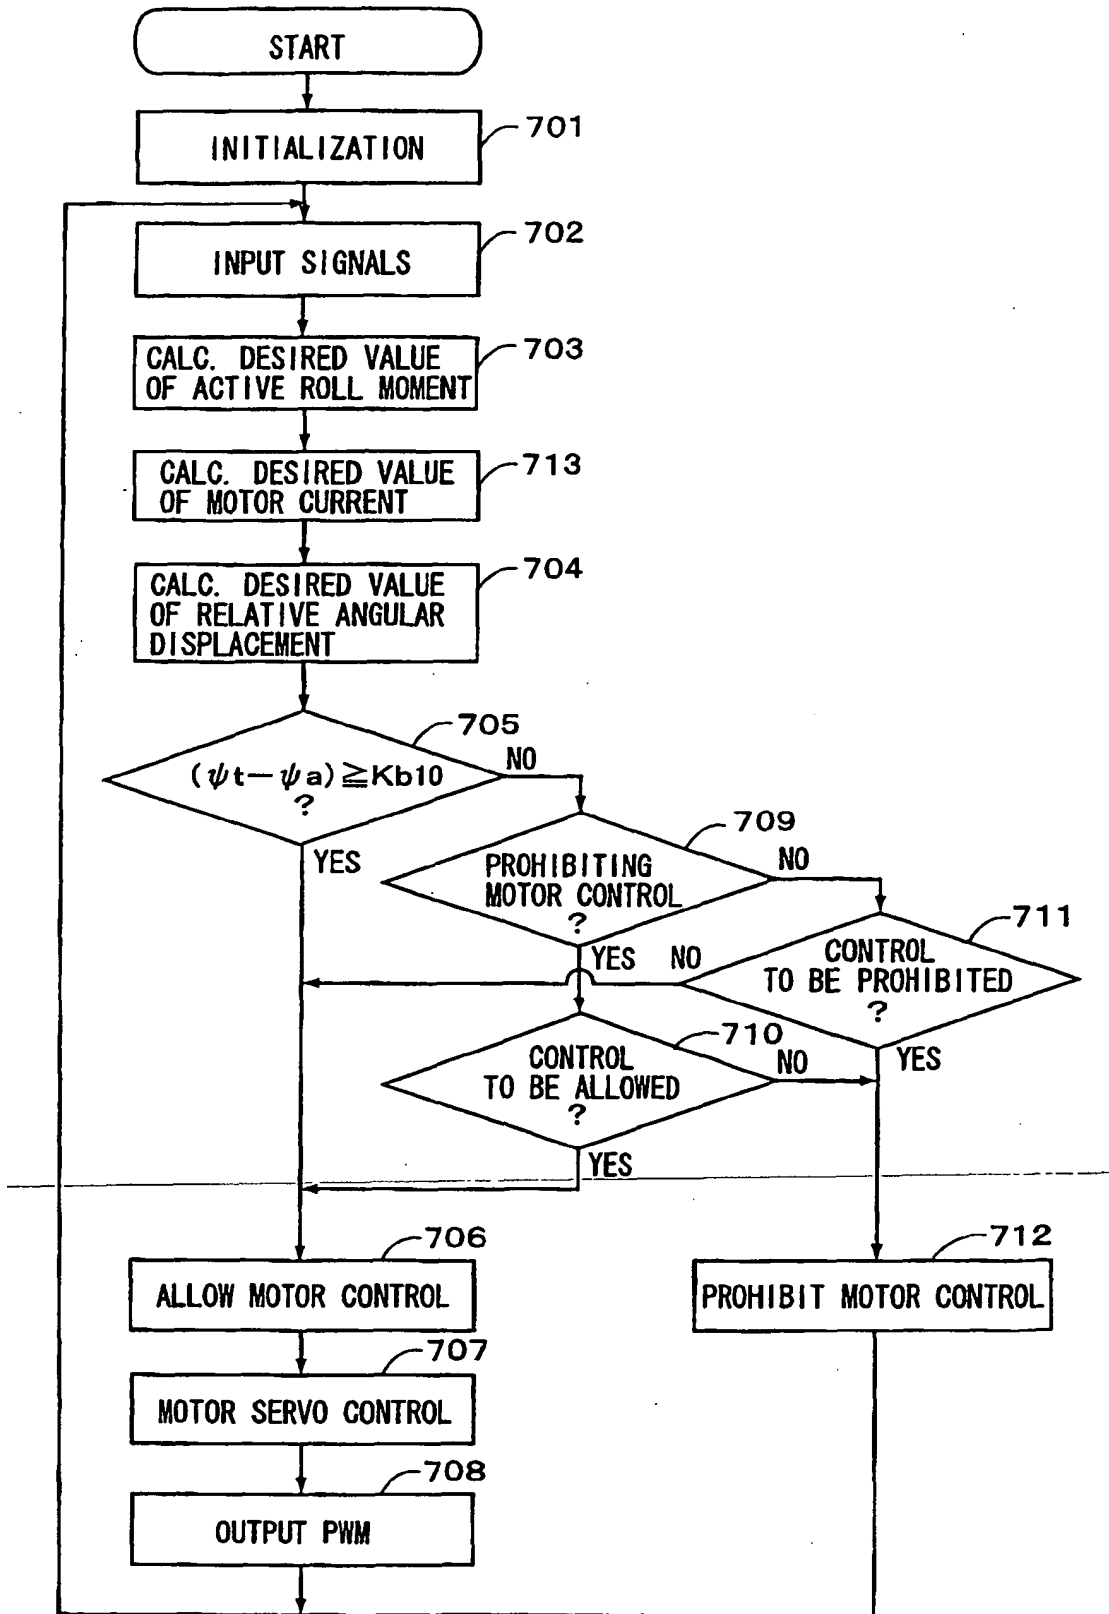 START
701
INITIALIZATION
702
INPUT SIGNALS
703
CALC. DESIRED VALUE
OF ACTIVE ROLL MOMENT
713
CALC. DESIRED VALUE
OF MOTOR CURRENT
704
CALC. DESIRED VALUE
OF RELATIVE ANGULAR
DISPLACEMENT
705
(ψt−ψa)≧Kb10
?
NO
YES
709
PROHIBITING
MOTOR CONTROL
?
NO
YES
711
CONTROL
TO BE PROHIBITED
?
NO
YES
710
CONTROL
TO BE ALLOWED
?
NO
YES
706
ALLOW MOTOR CONTROL
712
PROHIBIT MOTOR CONTROL
707
MOTOR SERVO CONTROL
708
OUTPUT PWM